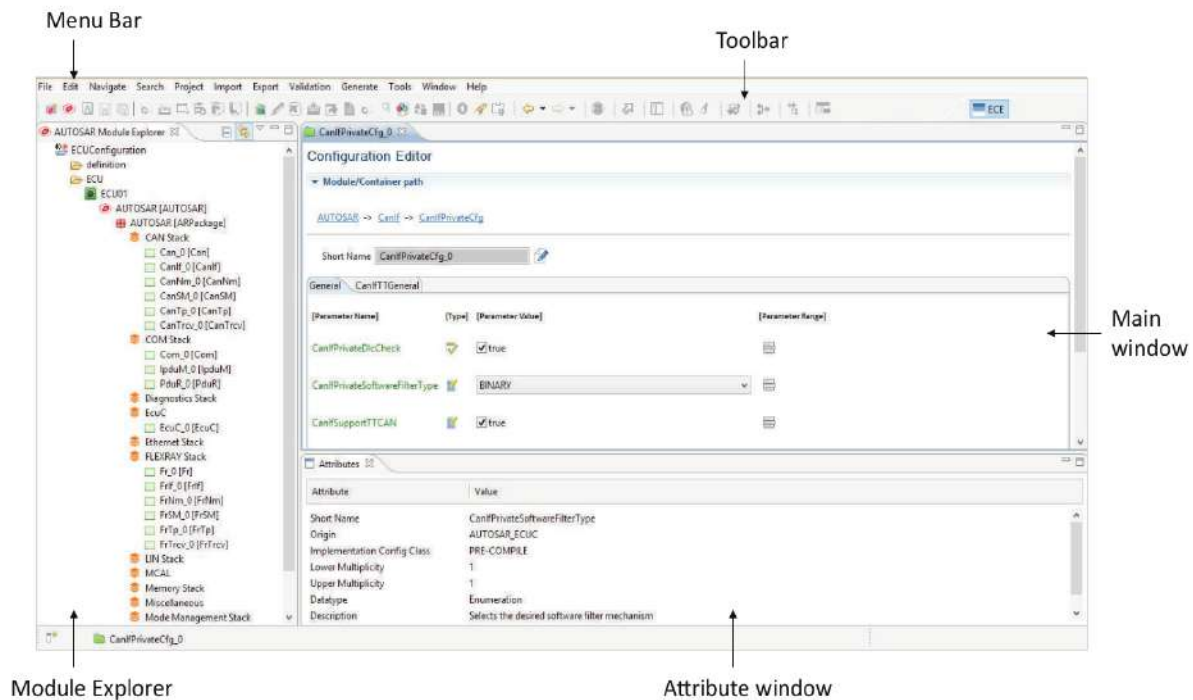 Menu Bar
Toolbar
File Edit Navigate Search Project Import Export Validation Generate Tools Window Help
ECE
AUTOSAR Module Explorer
ECUConfiguration
definition
ECU
ECU01
AUTOSAR [AUTOSAR]
AUTOSAR [ARPackage]
CAN Stack
Can_0 [Can]
CanIf_0 [CanIf]
CanNm_0 [CanNm]
CanSM_0 [CanSM]
CanTp_0 [CanTp]
CanTrcv_0 [CanTrcv]
COM Stack
Com_0 [Com]
IpduM_0 [IpduM]
PduR_0 [PduR]
Diagnostics Stack
EcuC
EcuC_0 [EcuC]
Ethernet Stack
FLEXRAY Stack
Fr_0 [Fr]
FrIf_0 [FrIf]
FrNm_0 [FrNm]
FrSM_0 [FrSM]
FrTp_0 [FrTp]
FrTrcv_0 [FrTrcv]
LIN Stack
MCAL
Memory Stack
Miscellaneous
Mode Management Stack
CanIfPrivateCfg_0
Configuration Editor
Module/Container path
AUTOSAR -> CanIf -> CanIfPrivateCfg
Short Name CanIfPrivateCfg_0
General CanIfTTGeneral
[Parameter Name] [Type] [Parameter Value] [Parameter Range]
CanIfPrivateDlcCheck true
CanIfPrivateSoftwareFilterType BINARY
CanIfSupportTTCAN true
Main
window
Attributes
Attribute Value
Short Name CanIfPrivateSoftwareFilterType
Origin AUTOSAR_ECUC
Implementation Config Class PRE-COMPILE
Lower Multiplicity 1
Upper Multiplicity 1
Datatype Enumeration
Description Selects the desired software filter mechanism
CanIfPrivateCfg_0
Module Explorer
Attribute window